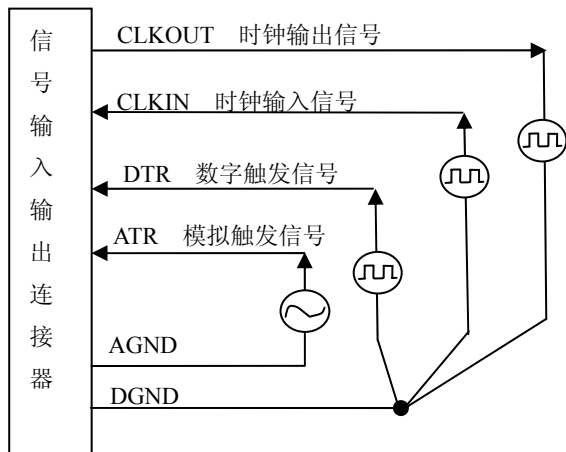 信号输入输出连接器
CLKOUT 时钟输出信号
CLKIN 时钟输入信号
DTR 数字触发信号
ATR 模拟触发信号
AGND
DGND